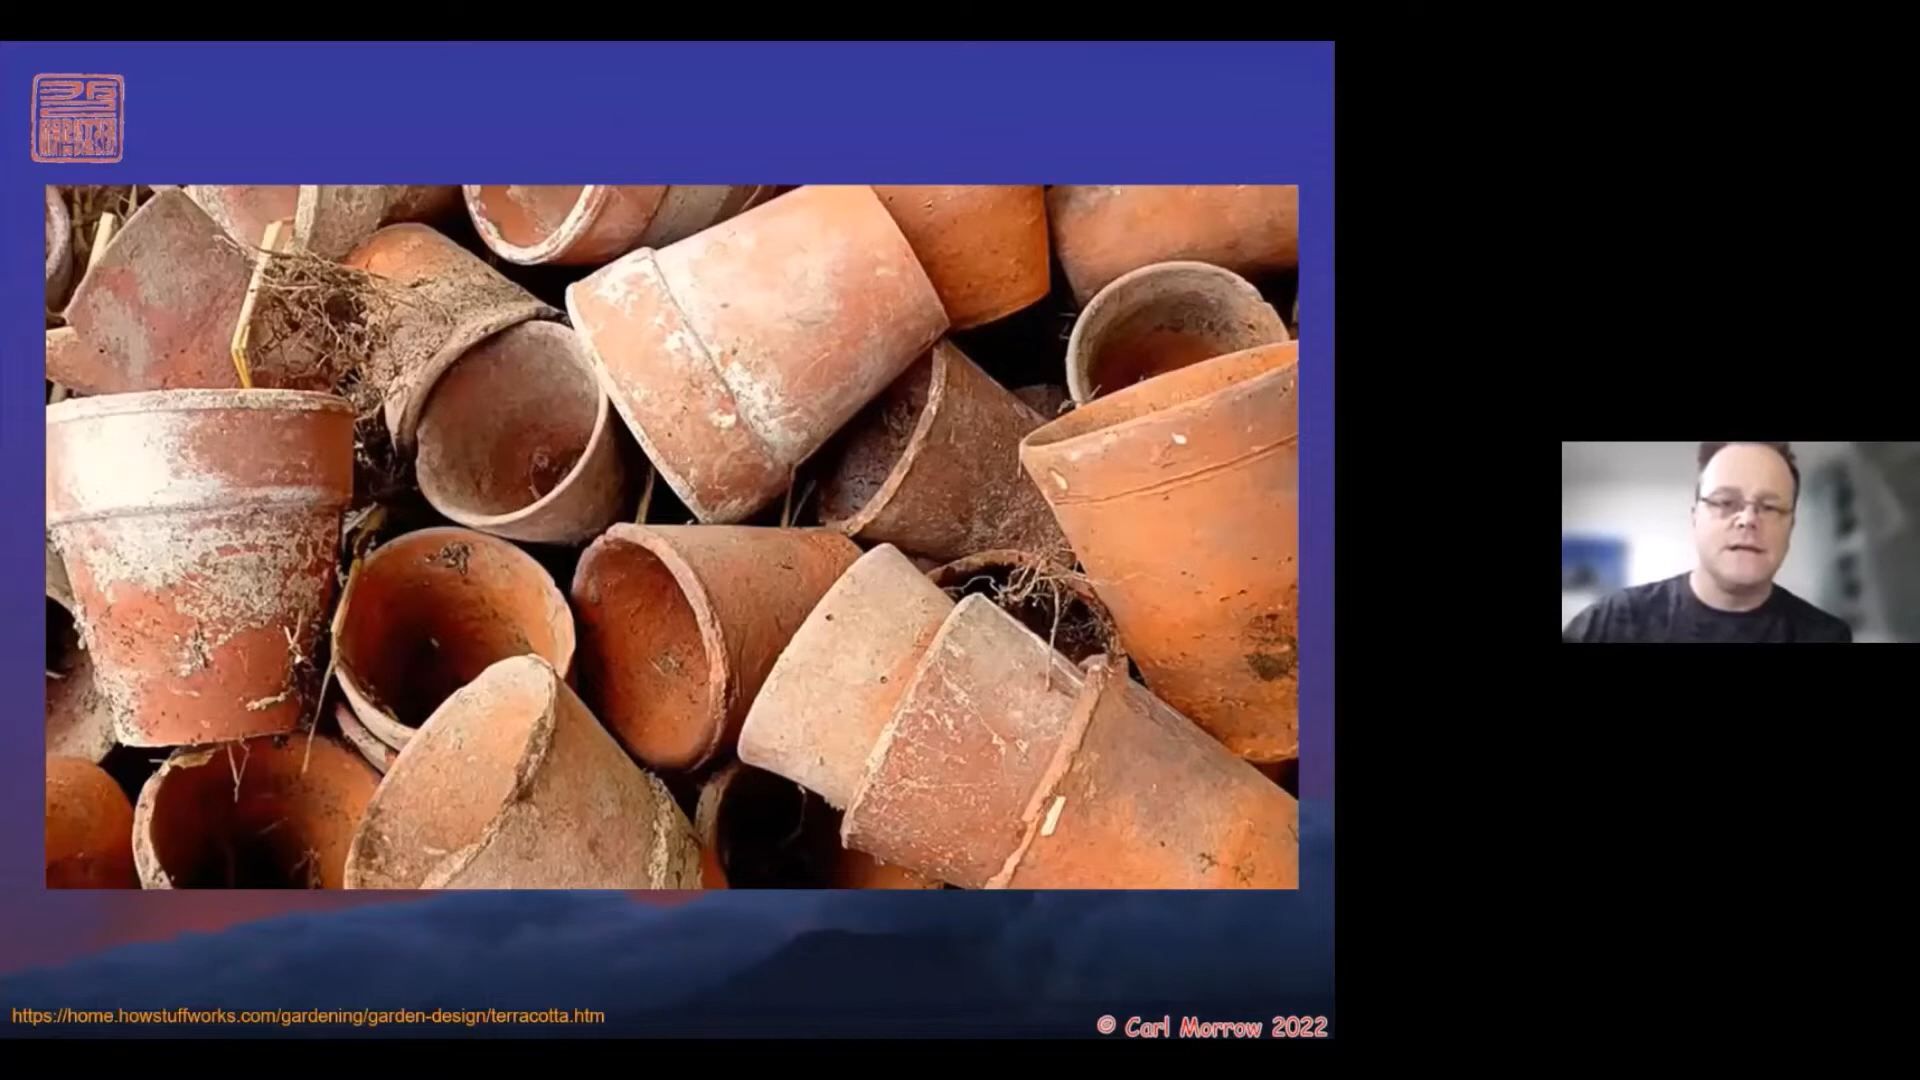 https://home.howstuffworks.com/gardening/garden-design/terracotta.htm
© Carl Morrow 2022